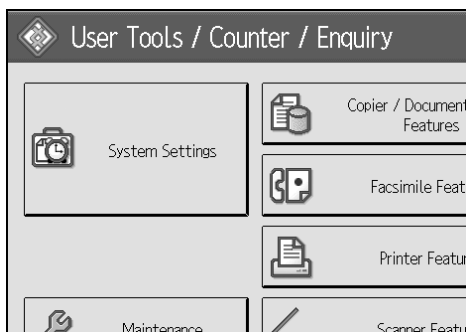 User Tools / Counter / Enquiry
System Settings
Copier / Document
Features
Facsimile Feat
Printer Featur
Maintenance
Scanner Featu